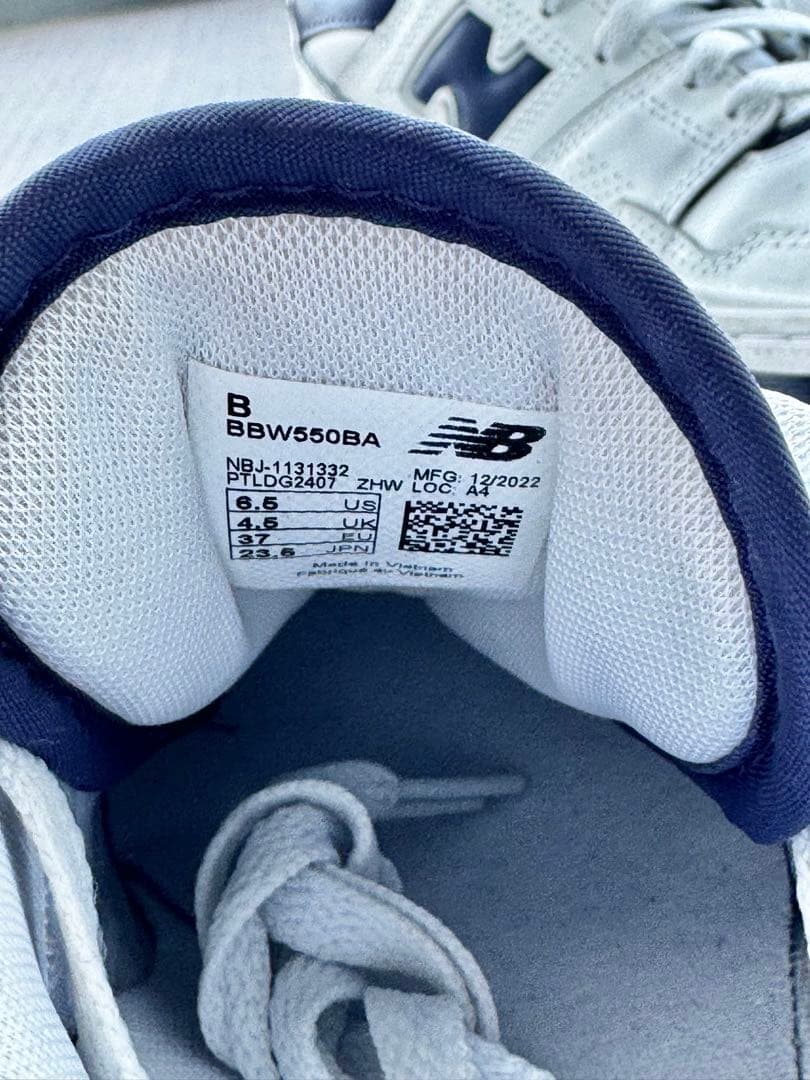 N
B
BBW550BA
NB
NBJ-1131332
PTLDG2407 ZHW
MFG: 12/2022
LOC: A4
6.5 US
4.5 UK
37 EU
23.5 JPN
Made in Vietnam
Fabriqué au Vietnam